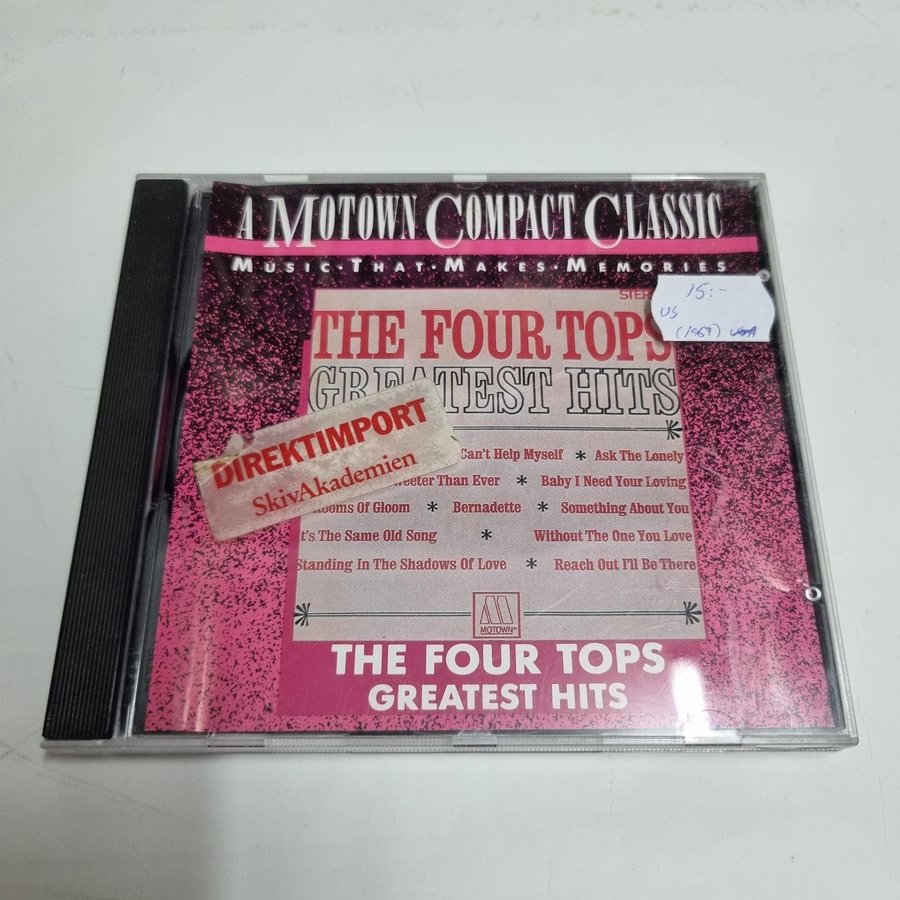 A MOTOWN COMPACT CLASSIC
MUSIC·THAT·MAKES·MEMORIES
15:-
US
(1967) USA
THE FOUR TOPS
GREATEST HITS
DIREKTIMPORT
SkivAkademien
Can't Help Myself * Ask The Lonely
Than Ever * Baby I Need Your Loving
Rooms Of Gloom * Bernadette * Something About You
It's The Same Old Song * Without The One You Love
Standing In The Shadows Of Love * Reach Out I'll Be There
MOTOWN
THE FOUR TOPS
GREATEST HITS